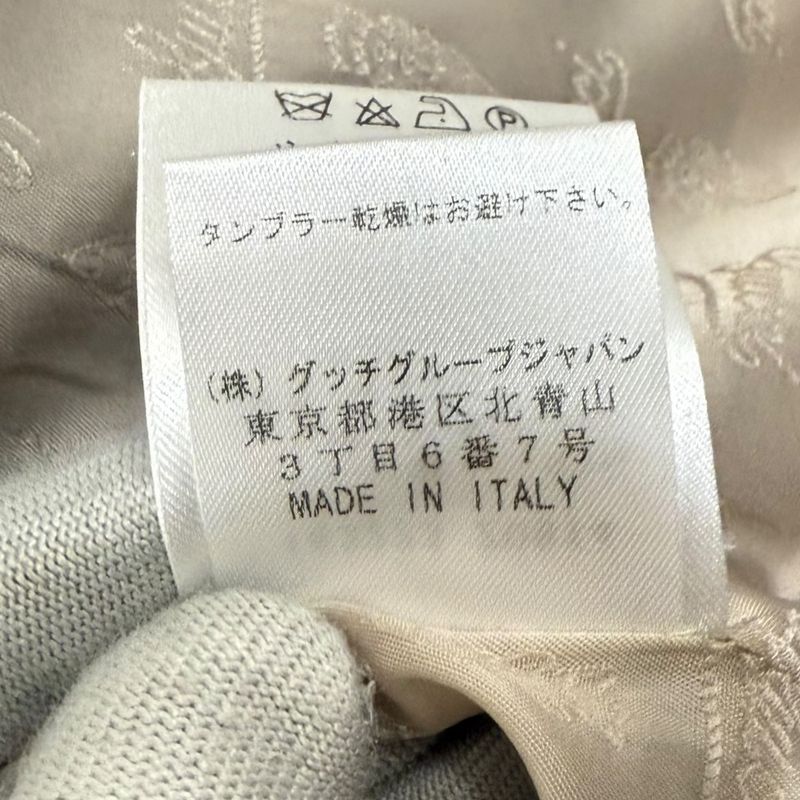 P
タンブラー乾燥はお避け下さい。
(株) グッチグループジャパン
東京都港区北青山
3丁目6番7号
MADE IN ITALY